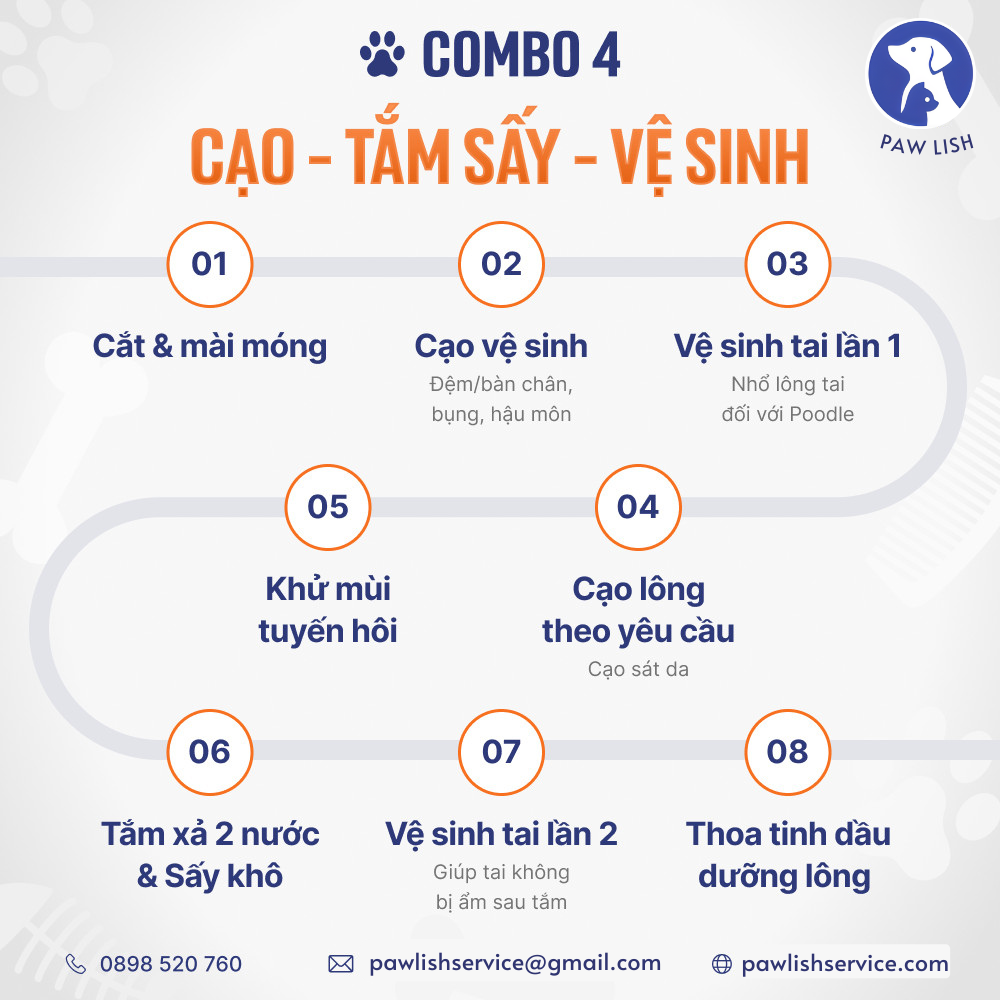 COMBO 4
PAW LISH
CẠO - TẮM SẤY - VỆ SINH
01
Cắt & mài móng
02
Cạo vệ sinh
Đệm/bàn chân,
bụng, hậu môn
03
Vệ sinh tai lần 1
Nhổ lông tai
đối với Poodle
04
Cạo lông
theo yêu cầu
Cạo sát da
05
Khử mùi
tuyến hôi
06
Tắm xả 2 nước
& Sấy khô
07
Vệ sinh tai lần 2
Giúp tai không
bị ẩm sau tắm
08
Thoa tinh dầu
dưỡng lông
0898 520 760
pawlishservice@gmail.com
pawlishservice.com